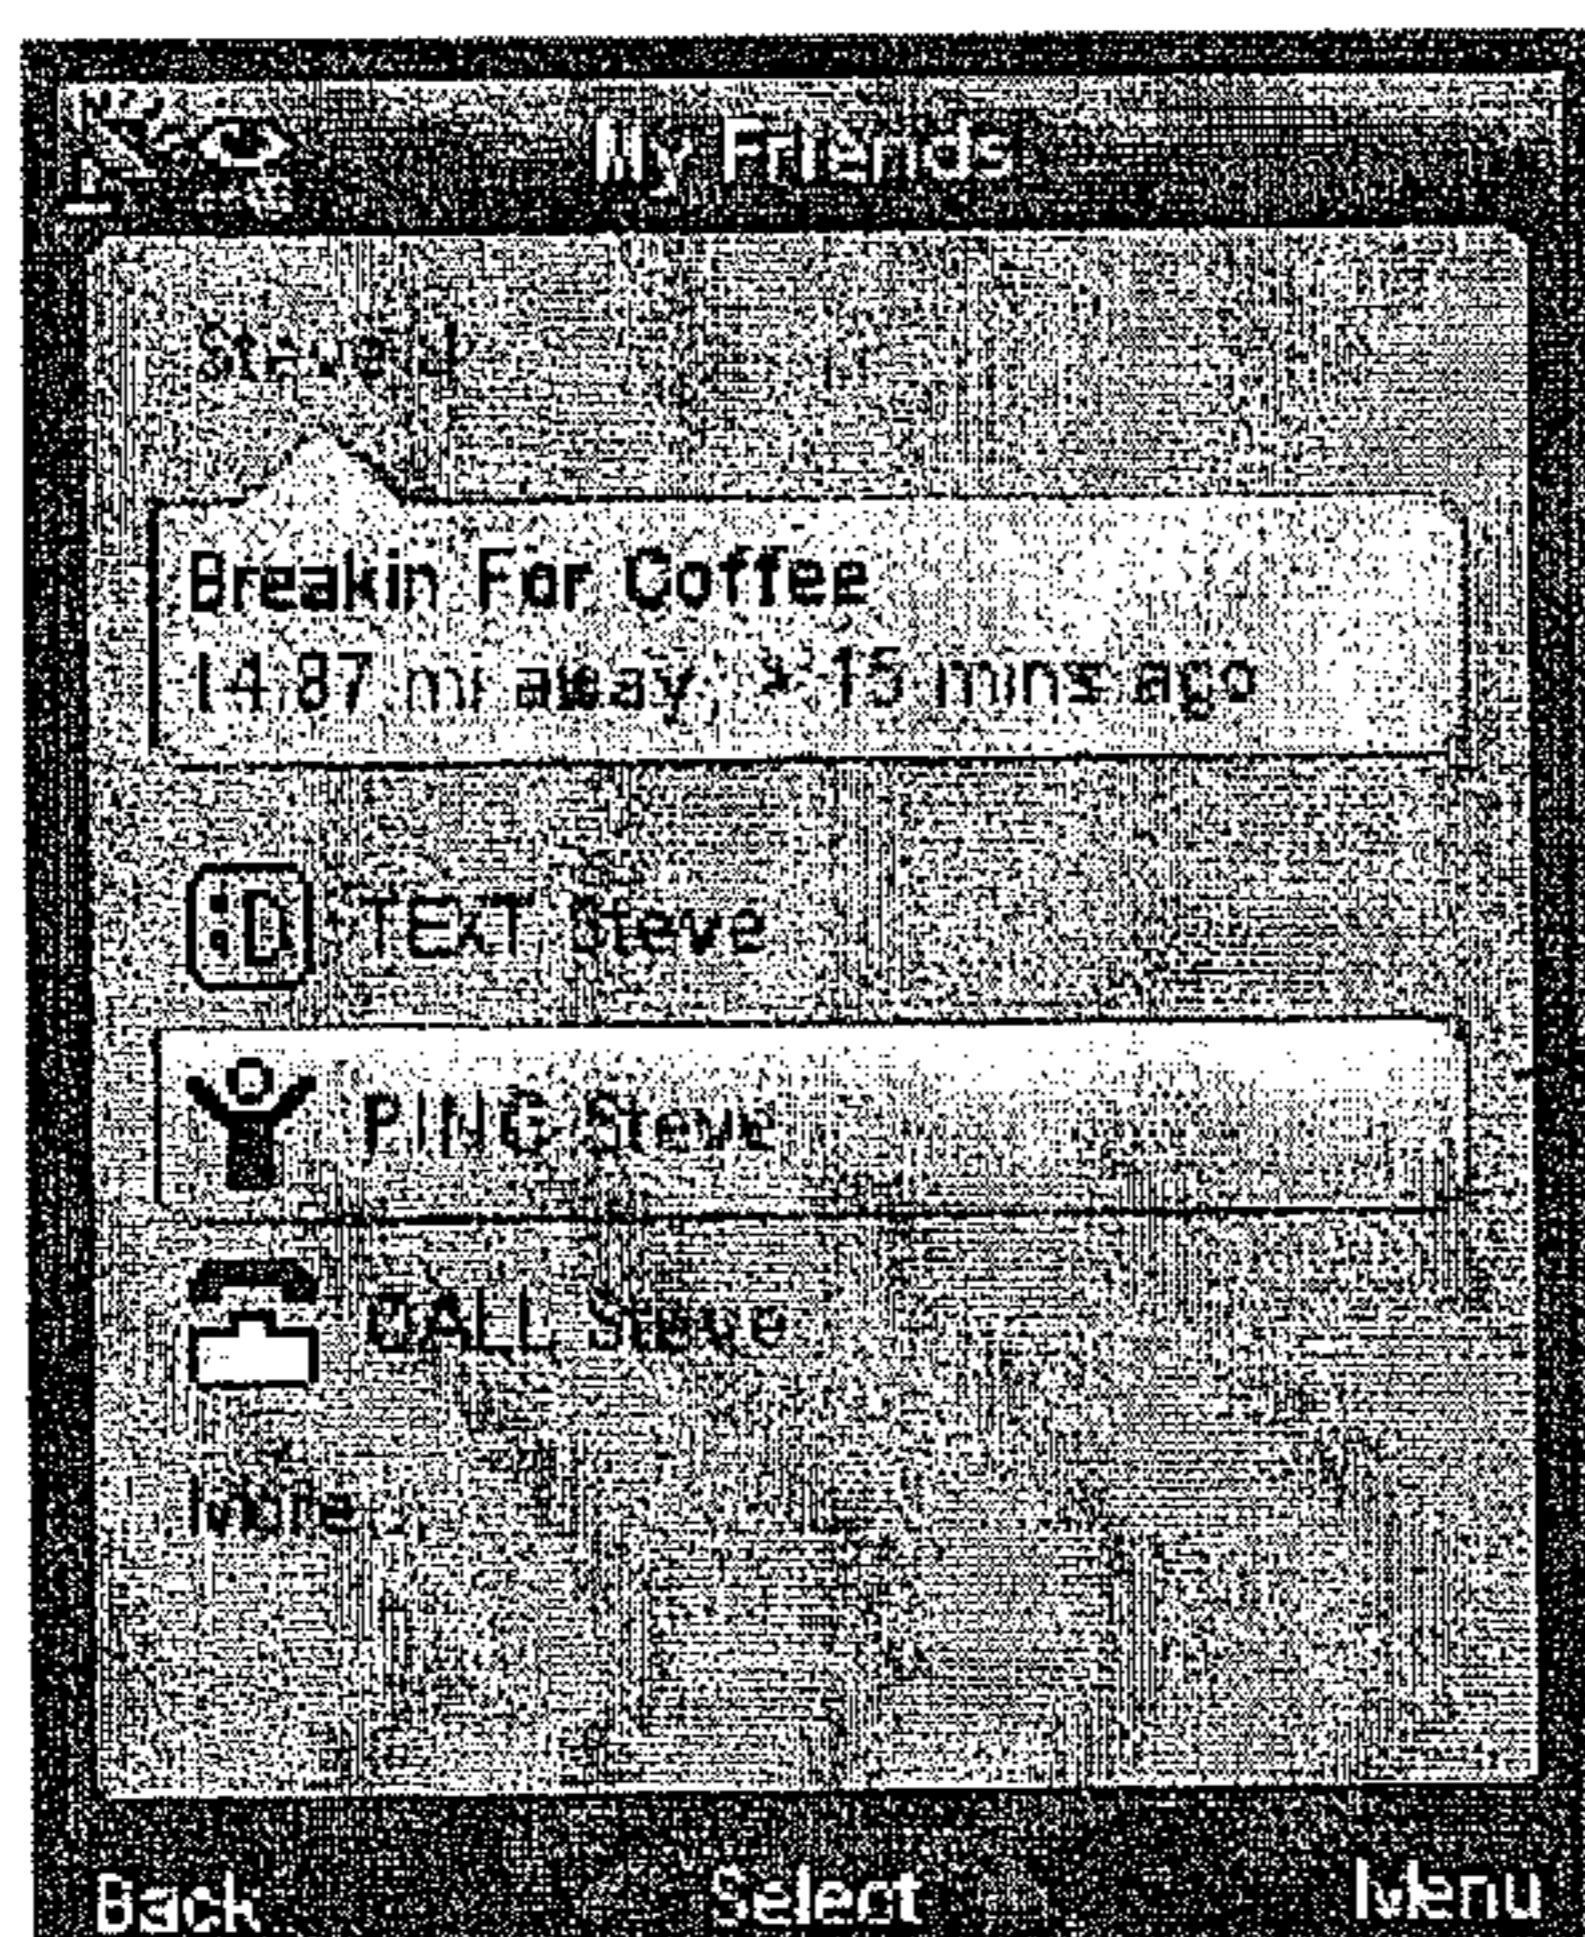 My Friends
Steve J
Breakin For Coffee
14.87 mi away, > 15 mins ago
:D TEXT Steve
PING Steve
CALL Steve
More...
Back Select Menu